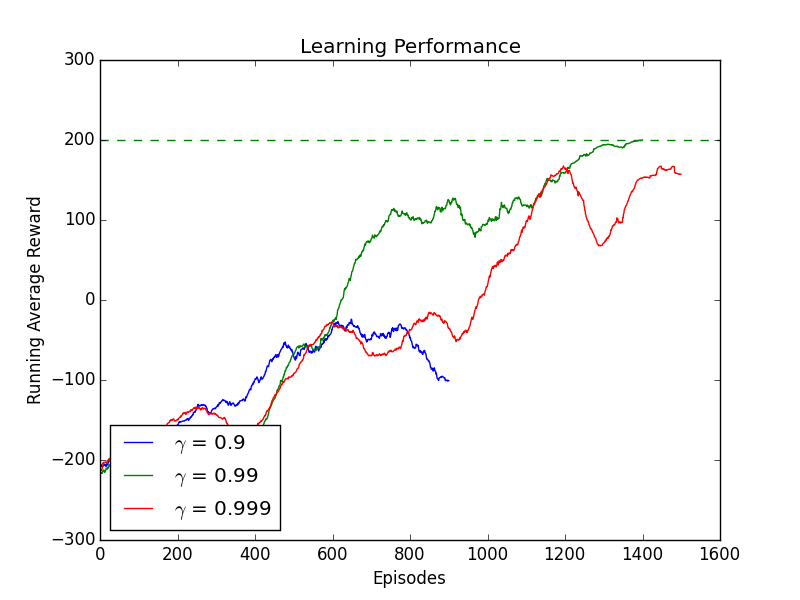 Learning Performance
300
200
100
0
−100
−200
−300
Running Average Reward
γ = 0.9
γ = 0.99
γ = 0.999
0 200 400 600 800 1000 1200 1400 1600
Episodes